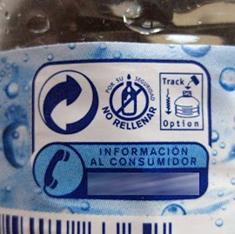 POR SU SEGURIDAD
NO RELLENAR
Track
Option
INFORMACIÓN
AL CONSUMIDOR